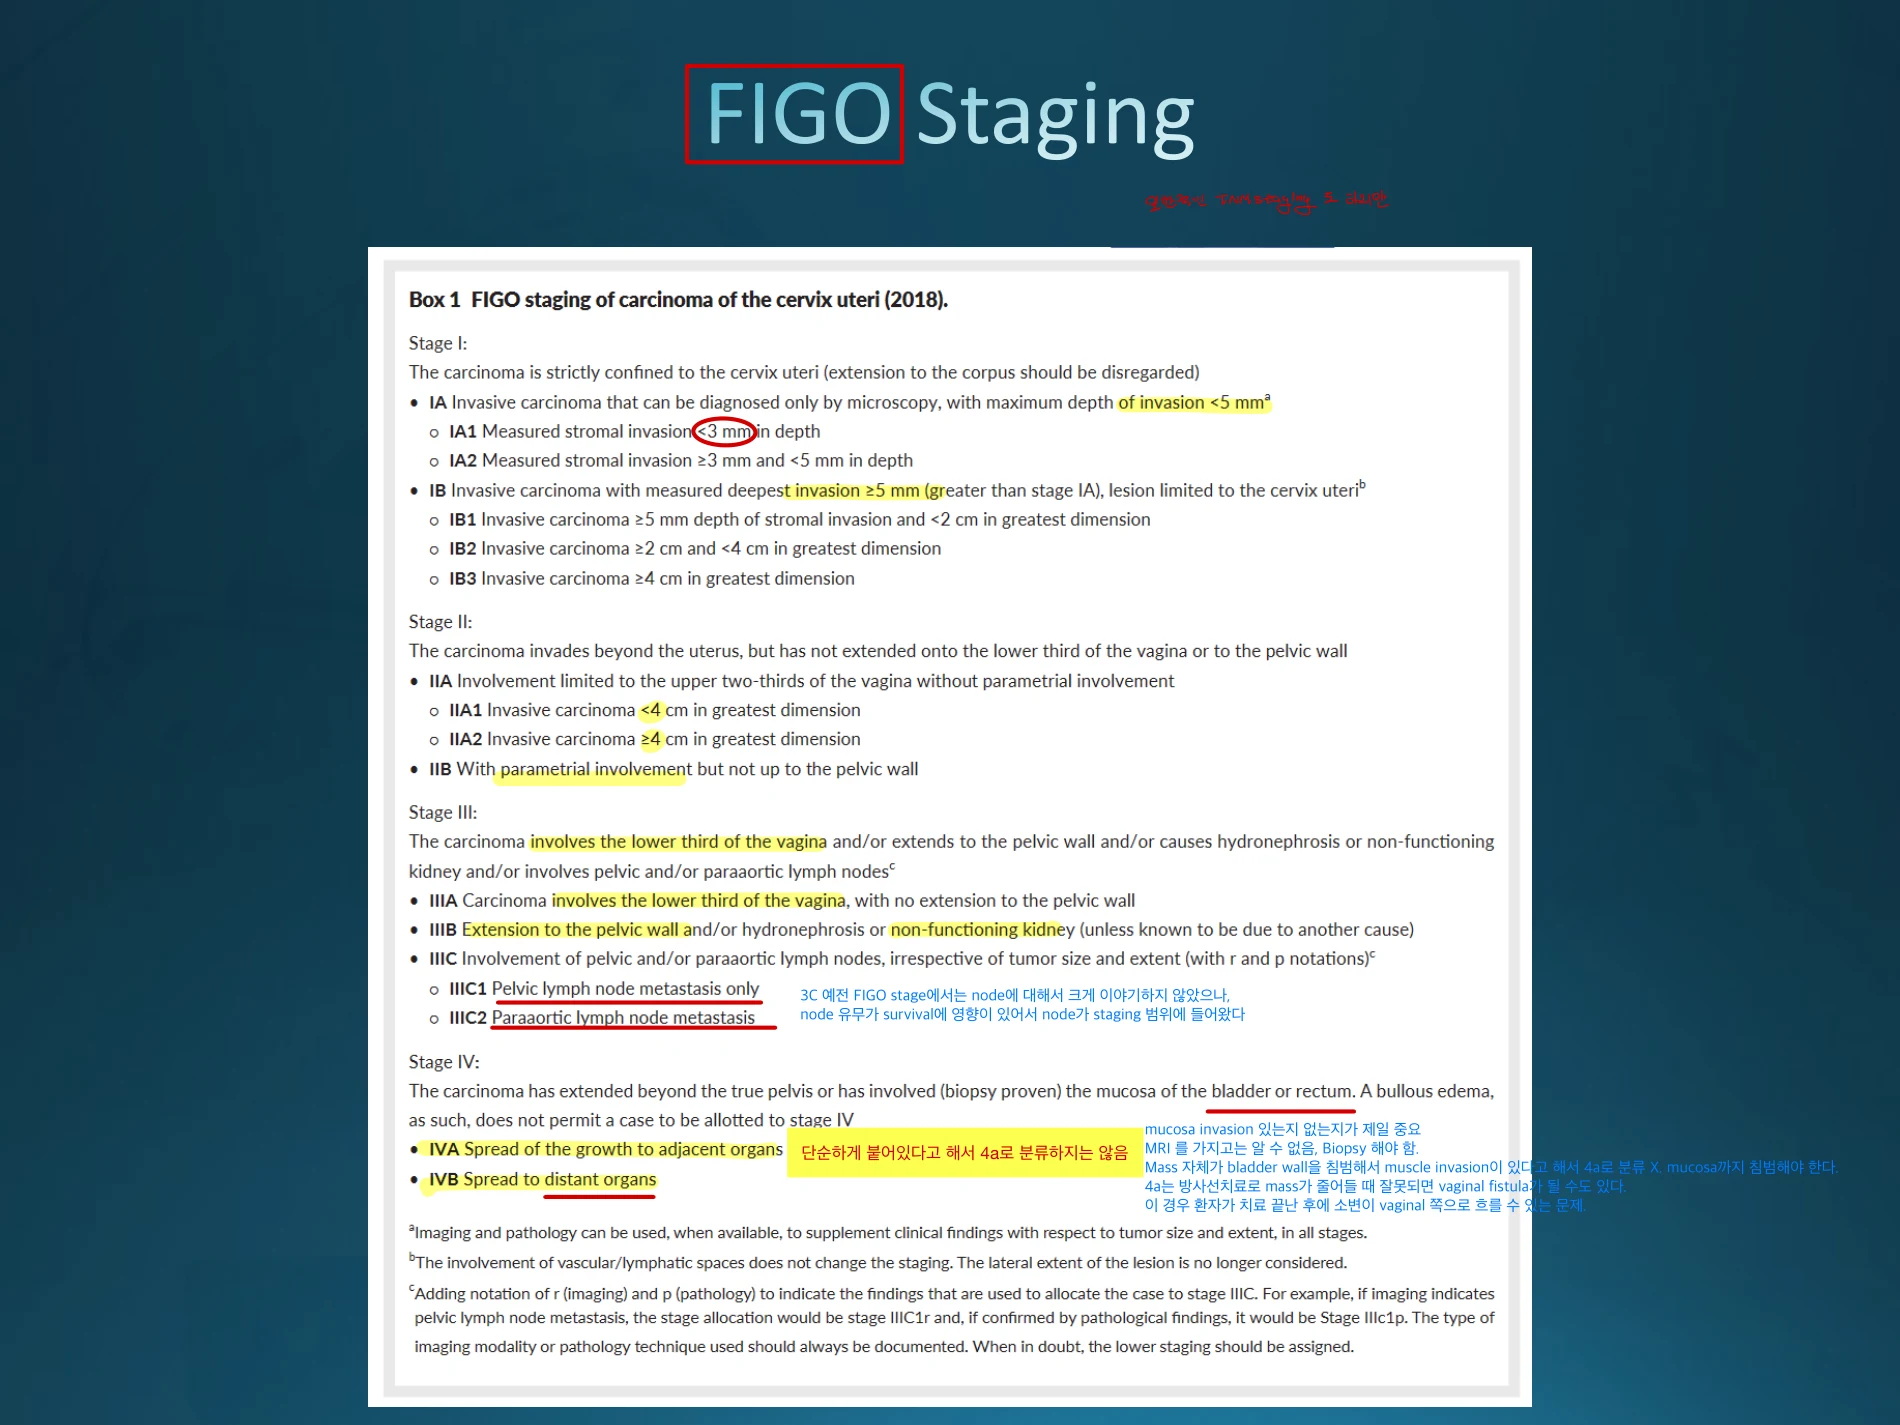 FIGO Staging
TNM staging 도 하지만
Box 1 FIGO staging of carcinoma of the cervix uteri (2018).
Stage I:
The carcinoma is strictly confined to the cervix uteri (extension to the corpus should be disregarded)
• IA Invasive carcinoma that can be diagnosed only by microscopy, with maximum depth of invasion <5 mmᵃ
○ IA1 Measured stromal invasion <3 mm in depth
○ IA2 Measured stromal invasion ≥3 mm and <5 mm in depth
• IB Invasive carcinoma with measured deepest invasion ≥5 mm (greater than stage IA), lesion limited to the cervix uteriᵇ
○ IB1 Invasive carcinoma ≥5 mm depth of stromal invasion and <2 cm in greatest dimension
○ IB2 Invasive carcinoma ≥2 cm and <4 cm in greatest dimension
○ IB3 Invasive carcinoma ≥4 cm in greatest dimension
Stage II:
The carcinoma invades beyond the uterus, but has not extended onto the lower third of the vagina or to the pelvic wall
• IIA Involvement limited to the upper two-thirds of the vagina without parametrial involvement
○ IIA1 Invasive carcinoma <4 cm in greatest dimension
○ IIA2 Invasive carcinoma ≥4 cm in greatest dimension
• IIB With parametrial involvement but not up to the pelvic wall
Stage III:
The carcinoma involves the lower third of the vagina and/or extends to the pelvic wall and/or causes hydronephrosis or non-functioning
kidney and/or involves pelvic and/or paraaortic lymph nodesᶜ
• IIIA Carcinoma involves the lower third of the vagina, with no extension to the pelvic wall
• IIIB Extension to the pelvic wall and/or hydronephrosis or non-functioning kidney (unless known to be due to another cause)
• IIIC Involvement of pelvic and/or paraaortic lymph nodes, irrespective of tumor size and extent (with r and p notations)ᶜ
○ IIIC1 Pelvic lymph node metastasis only
○ IIIC2 Paraaortic lymph node metastasis
3C 예전 FIGO stage에서는 node에 대해서 크게 이야기하지 않았으나,
node 유무가 survival에 영향이 있어서 node가 staging 범위에 들어왔다
Stage IV:
The carcinoma has extended beyond the true pelvis or has involved (biopsy proven) the mucosa of the bladder or rectum. A bullous edema,
as such, does not permit a case to be allotted to stage IV
• IVA Spread of the growth to adjacent organs
• IVB Spread to distant organs
단순하게 붙어있다고 해서 4a로 분류하지는 않음
mucosa invasion 있는지 없는지가 제일 중요
MRI 를 가지고는 알 수 없음, Biopsy 해야 함.
Mass 자체가 bladder wall을 침범해서 muscle invasion이 있다고 해서 4a로 분류 X. mucosa까지 침범해야 한다.
4a는 방사선치료로 mass가 줄어들 때 잘못되면 vaginal fistula가 될 수도 있다.
이 경우 환자가 치료 끝난 후에 소변이 vaginal 쪽으로 흐를 수 있는 문제.
ᵃImaging and pathology can be used, when available, to supplement clinical findings with respect to tumor size and extent, in all stages.
ᵇThe involvement of vascular/lymphatic spaces does not change the staging. The lateral extent of the lesion is no longer considered.
ᶜAdding notation of r (imaging) and p (pathology) to indicate the findings that are used to allocate the case to stage IIIC. For example, if imaging indicates
pelvic lymph node metastasis, the stage allocation would be stage IIIC1r and, if confirmed by pathological findings, it would be Stage IIIc1p. The type of
imaging modality or pathology technique used should always be documented. When in doubt, the lower staging should be assigned.